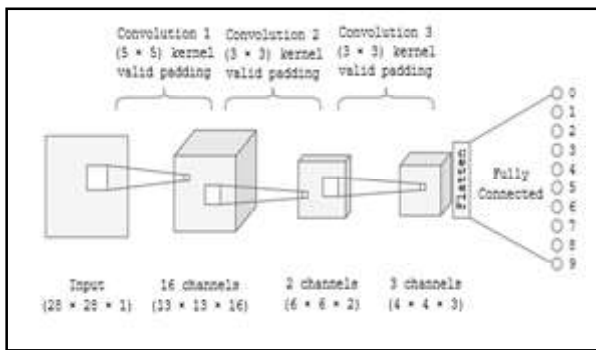 Convolution 1
(5 × 5) kernel
valid padding
Convolution 2
(3 × 3) kernel
valid padding
Convolution 3
(3 × 3) kernel
valid padding
Flatten
Fully
Connected
0
1
2
3
4
5
6
7
8
9
Input
(28 × 28 × 1)
16 channels
(13 × 13 × 16)
2 channels
(6 × 6 × 2)
3 channels
(4 × 4 × 3)